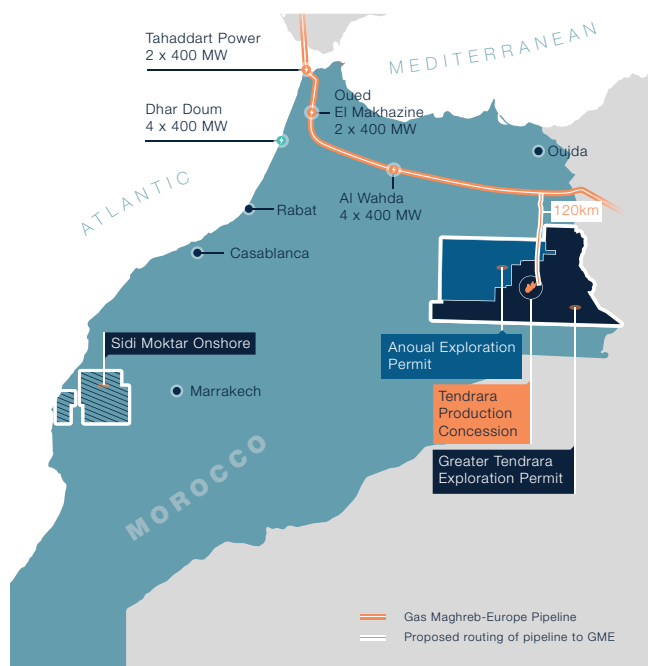 Tahaddart Power
2 x 400 MW
MEDITERRANEAN
Oued
El Makhazine
2 x 400 MW
Dhar Doum
4 x 400 MW
Oujda
ATLANTIC
Al Wahda
4 x 400 MW
120km
Rabat
Casablanca
Sidi Moktar Onshore
Anoual Exploration
Permit
Marrakech
Tendrara
Production
Concession
MOROCCO
Greater Tendrara
Exploration Permit
Gas Maghreb-Europe Pipeline
Proposed routing of pipeline to GME